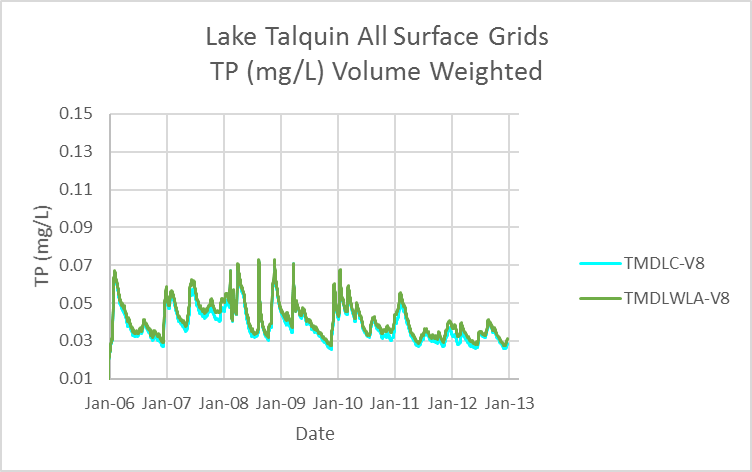 Lake Talquin All Surface Grids
TP (mg/L) Volume Weighted
TP (mg/L)
0.15
0.13
0.11
0.09
0.07
0.05
0.03
0.01
Jan-06 Jan-07 Jan-08 Jan-09 Jan-10 Jan-11 Jan-12 Jan-13
Date
TMDLC-V8
TMDLWLA-V8